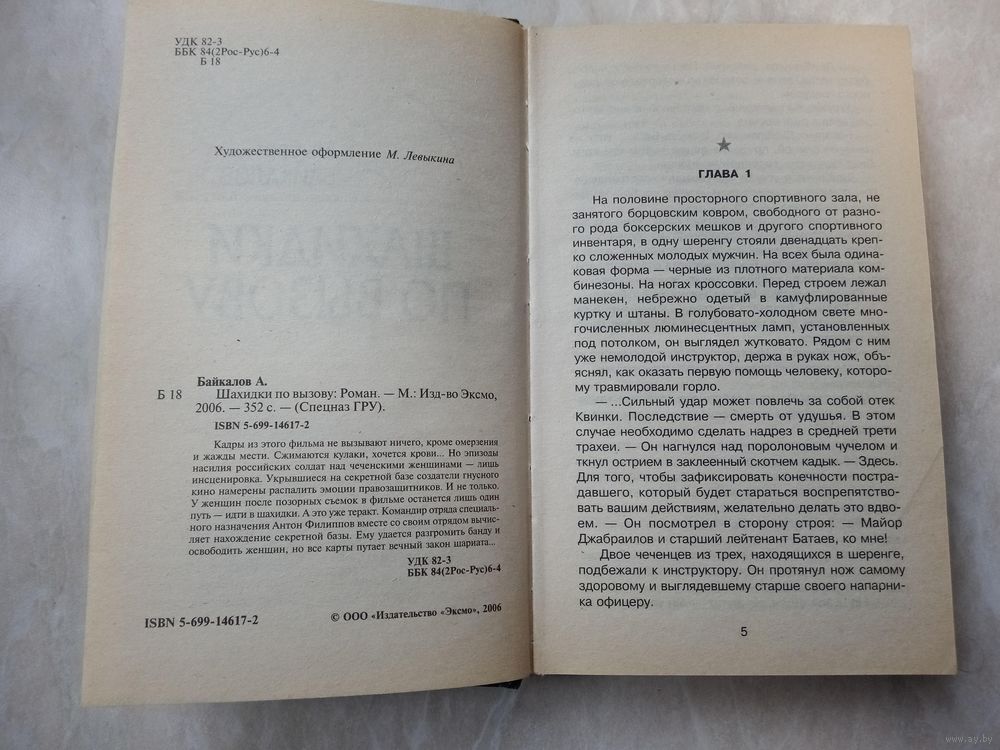 УДК 82-3
ББК 84(2Рос-Рус)6-4
Б 18
Художественное оформление М. Левыкина
Байкалов А.
Б 18 Шахидки по вызову: Роман. — М.: Изд-во Эксмо,
2006. — 352 с. — (Спецназ ГРУ).
ISBN 5-699-14617-2
Кадры из этого фильма не вызывают ничего, кроме омерзения
и жажды мести. Сжимаются кулаки, хочется крови... Но эпизоды
насилия российских солдат над чеченскими женщинами — лишь
инсценировка. Укрывшиеся на секретной базе создатели гнусного
кино намерены распалить эмоции правозащитников. И не только.
У женщин после позорных съемок в фильме останется лишь один
путь — идти в шахидки. А это уже теракт. Командир отряда специаль-
ного назначения Антон Филиппов вместе со своим отрядом вычис-
ляет нахождение секретной базы. Ему удается разгромить банду и
освободить женщин, но все карты путает вечный закон шариата...
УДК 82-3
ББК 84(2Рос-Рус)6-4
ISBN 5-699-14617-2
© ООО «Издательство «Эксмо», 2006
ГЛАВА 1
На половине просторного спортивного зала, не
занятого борцовским ковром, свободного от разно-
го рода боксерских мешков и другого спортивного
инвентаря, в одну шеренгу стояли двенадцать креп-
ко сложенных молодых мужчин. На всех была одина-
ковая форма — черные из плотного материала ком-
бинезоны. На ногах кроссовки. Перед строем лежал
манекен, небрежно одетый в камуфлированные
куртку и штаны. В голубовато-холодном свете мно-
гочисленных люминесцентных ламп, установленных
под потолком, он выглядел жутковато. Рядом с ним
уже немолодой инструктор, держа в руках нож, объ-
яснял, как оказать первую помощь человеку, которо-
му травмировали горло.
— ...Сильный удар может повлечь за собой отек
Квинки. Последствие — смерть от удушья. В этом
случае необходимо сделать надрез в средней трети
трахеи. — Он нагнулся над поролоновым чучелом и
ткнул острием в заклеенный скотчем кадык. — Здесь.
Для того, чтобы зафиксировать конечности постра-
давшего, который будет стараться воспрепятство-
вать вашим действиям, желательно делать это вдво-
ем. — Он посмотрел в сторону строя: — Майор
Джабраилов и старший лейтенант Батаев, ко мне!
Двое чеченцев из трех, находящихся в шеренге,
подбежали к инструктору. Он протянул нож самому
здоровому и выглядевшему старше своего напарни-
ка офицеру.
5
www.ay.by